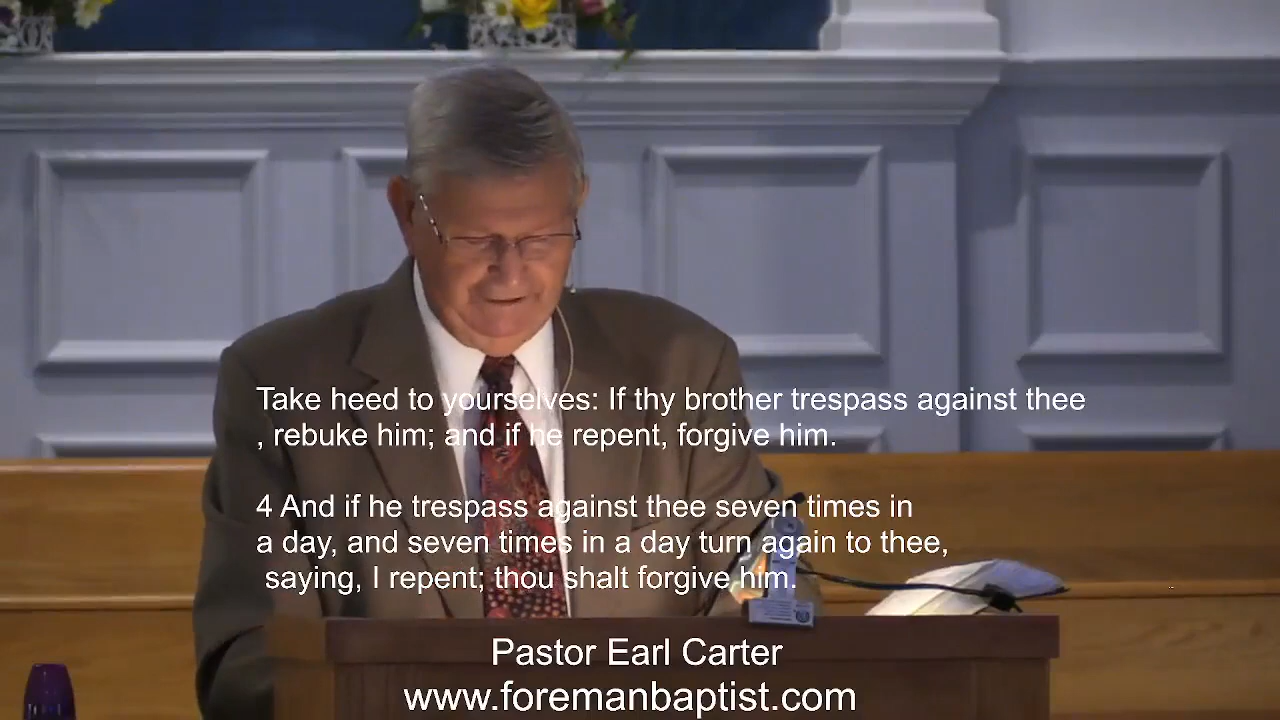 Take heed to yourselves: If thy brother trespass against thee
, rebuke him; and if he repent, forgive him.
4 And if he trespass against thee seven times in
a day, and seven times in a day turn again to thee,
saying, I repent; thou shalt forgive him.
Pastor Earl Carter
www.foremanbaptist.com